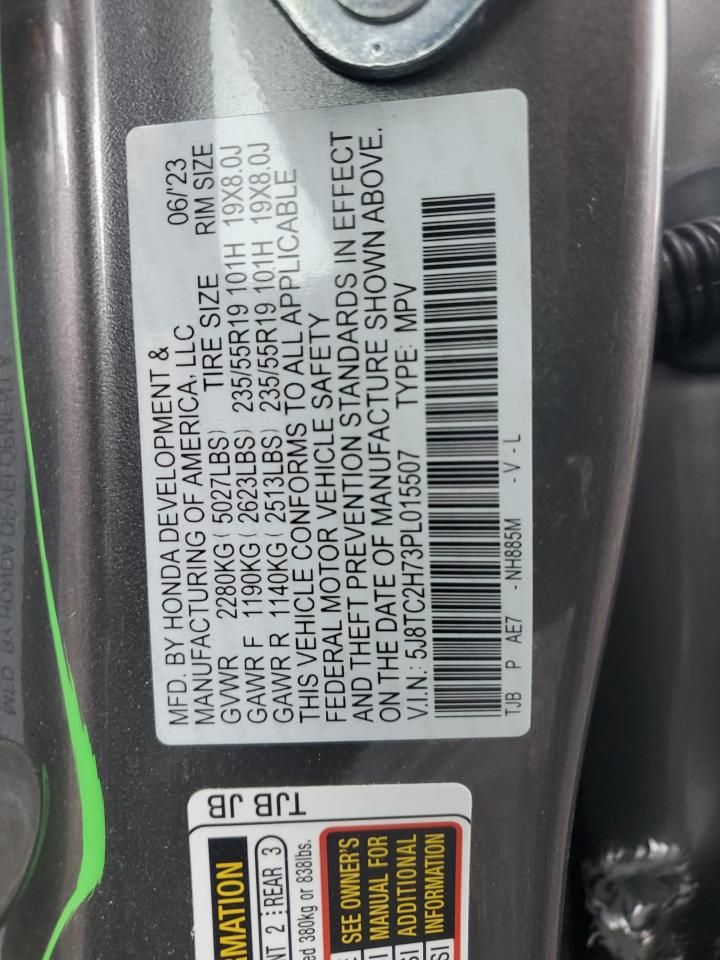 MFD. BY HONDA DEVELOPMENT &
MANUFACTURING OF AMERICA, LLC 06/'23
GVWR 2280KG ( 5027LBS) TIRE SIZE RIM SIZE
GAWR F 1190KG ( 2623LBS) 235/55R19 101H 19X8.0J
GAWR R 1140KG ( 2513LBS) 235/55R19 101H 19X8.0J
THIS VEHICLE CONFORMS TO ALL APPLICABLE
FEDERAL MOTOR VEHICLE SAFETY
AND THEFT PREVENTION STANDARDS IN EFFECT
ON THE DATE OF MANUFACTURE SHOWN ABOVE.
V.I.N.: 5J8TC2H73PL015507 TYPE: MPV
TJB P AE7 - NH885M - V - L
TJB JB
RMATION
NT 2 REAR 3
ed 380kg or 838lbs.
SEE OWNER'S
MANUAL FOR
ADDITIONAL
INFORMATION